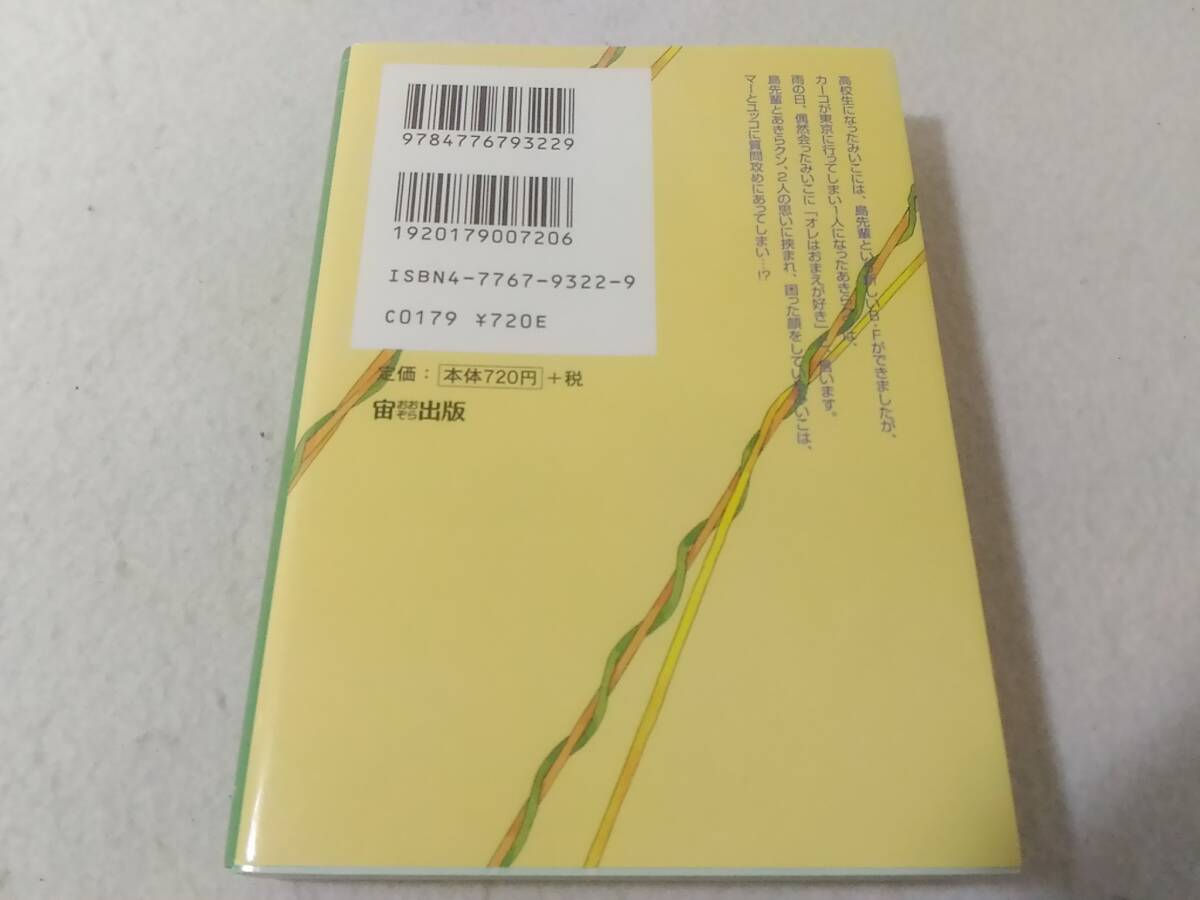 9784776793229
1920179007206
ISBN4-7767-9322-9
C0179 ¥720E
定価： 本体720円 +税
宙おおぞら出版
高校生になったみいこには、島先輩という新しいB・Fができましたが、
カーコが東京に行ってしまい1人になったあきらクンは、
雨の日、偶然会ったみいこに「オレはおまえが好き」と言います。
島先輩とあきらクン、2人の思いに挟まれ、困った顔をしているみいこは、
マーとユッコに質問攻めにあってしまい…!?